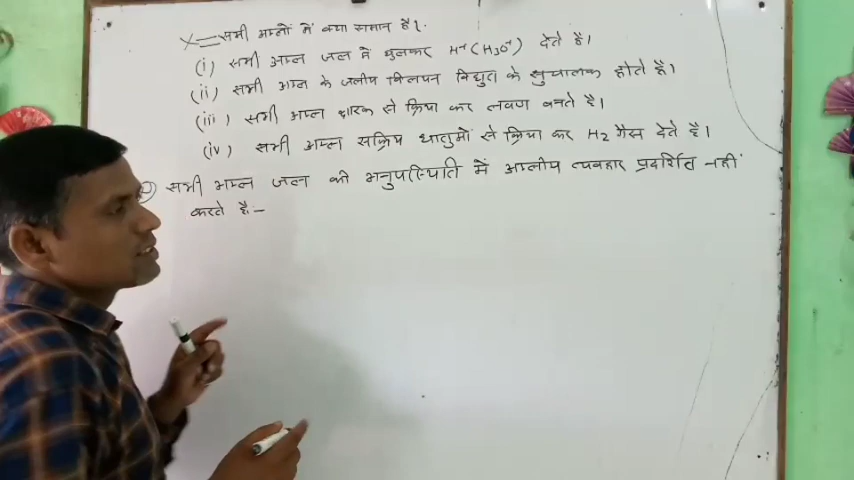 सभी अम्लों में क्या समान है?
(i) सभी अम्ल जल में घुलकर H⁺(H₃O⁺) देते है।
(ii) सभी अम्ल के जलीय विलयन विद्युत के सुचालक होते है।
(iii) सभी अम्ल क्षारक से क्रिया कर लवण बनते है।
(iv) सभी अम्ल सक्रिय धातुओं से क्रिया कर H₂ गैस देते है।
सभी अम्ल जल की अनुपस्थिति में अम्लीय व्यवहार प्रदर्शित नहीं
करते है:-